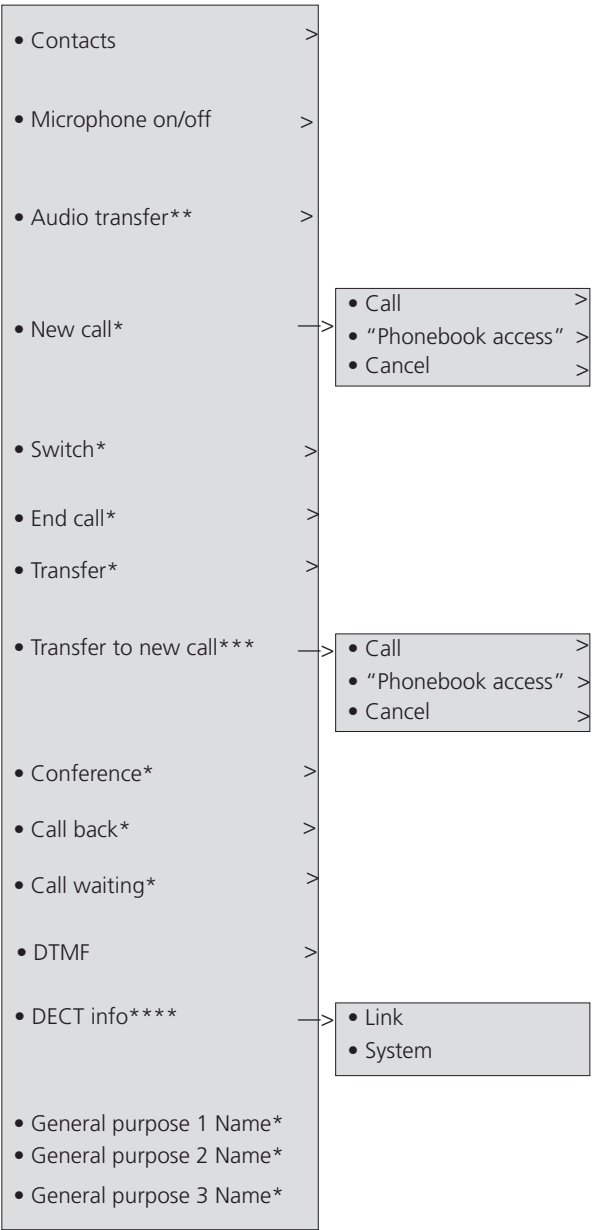 • Contacts >
• Microphone on/off >
• Audio transfer** >
• New call* >
• Call >
• “Phonebook access” >
• Cancel >
• Switch* >
• End call* >
• Transfer* >
• Transfer to new call*** >
• Call >
• “Phonebook access” >
• Cancel >
• Conference* >
• Call back* >
• Call waiting* >
• DTMF >
• DECT info**** >
• Link
• System
• General purpose 1 Name*
• General purpose 2 Name*
• General purpose 3 Name*